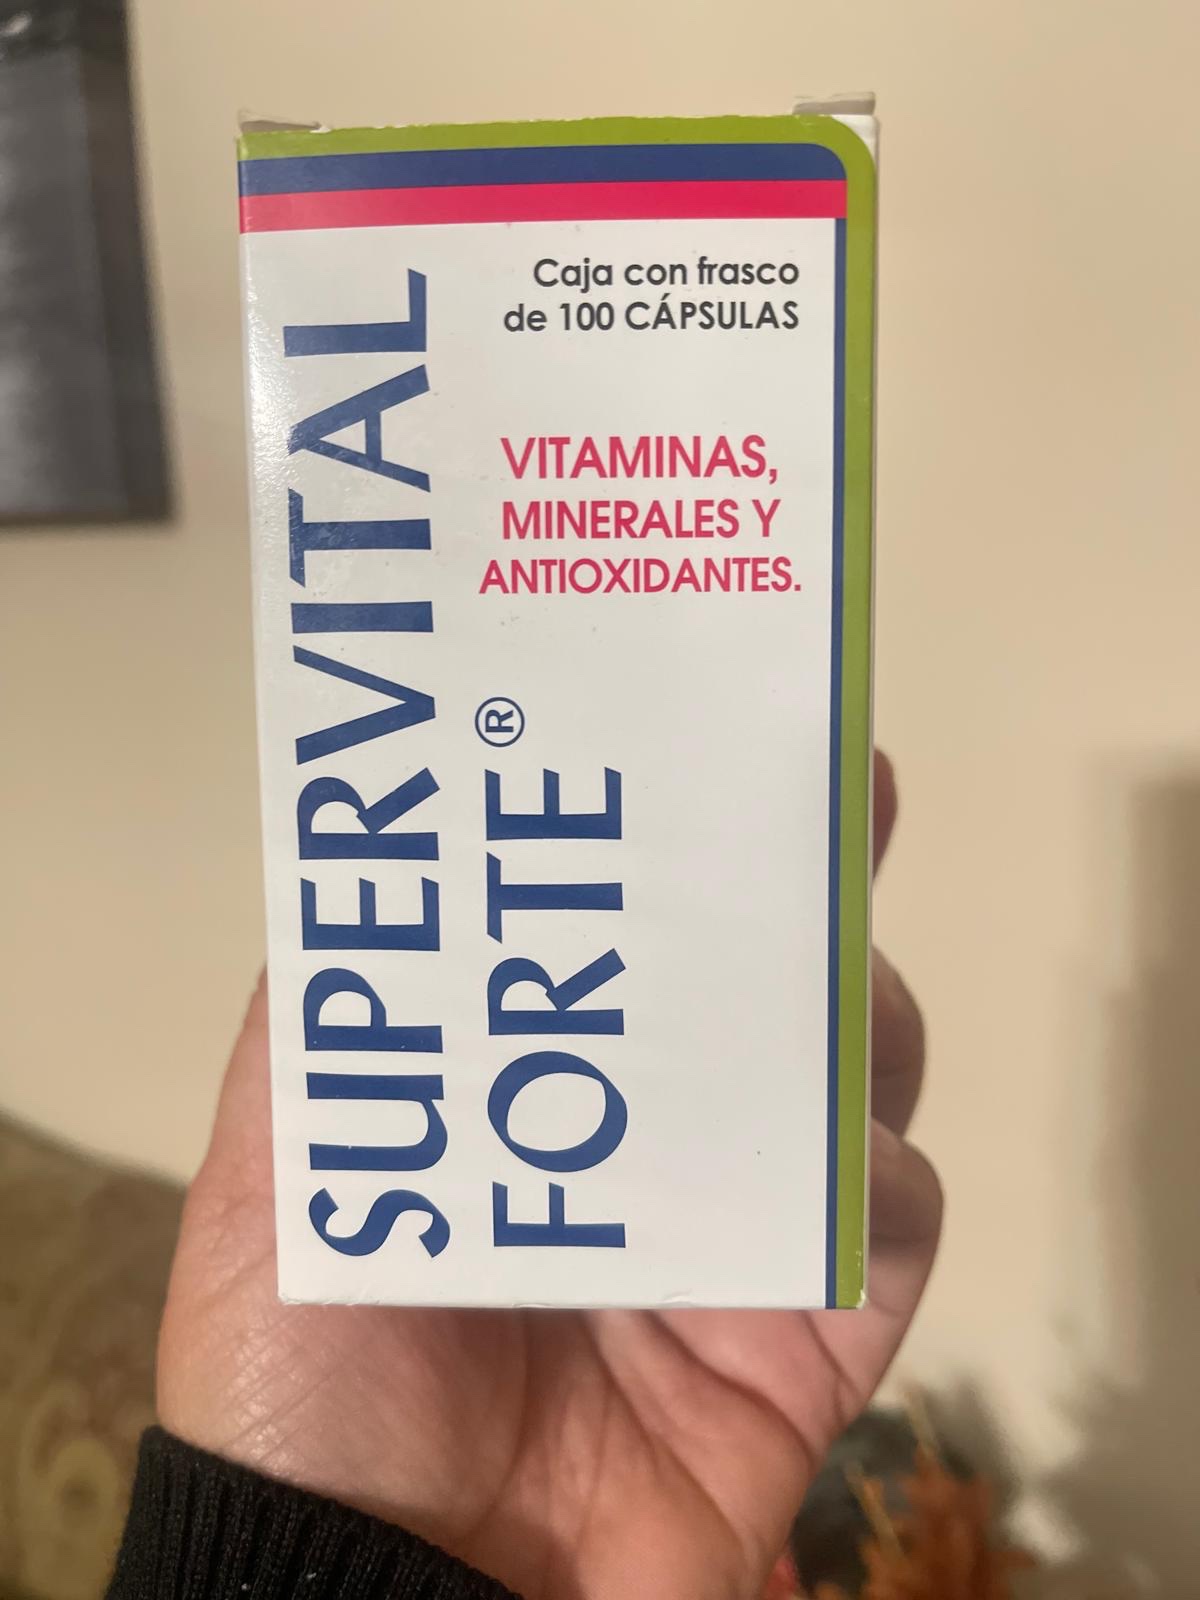 Caja con frasco
de 100 CÁPSULAS
VITAMINAS,
MINERALES Y
ANTIOXIDANTES.
SUPERVITAL
FORTE®